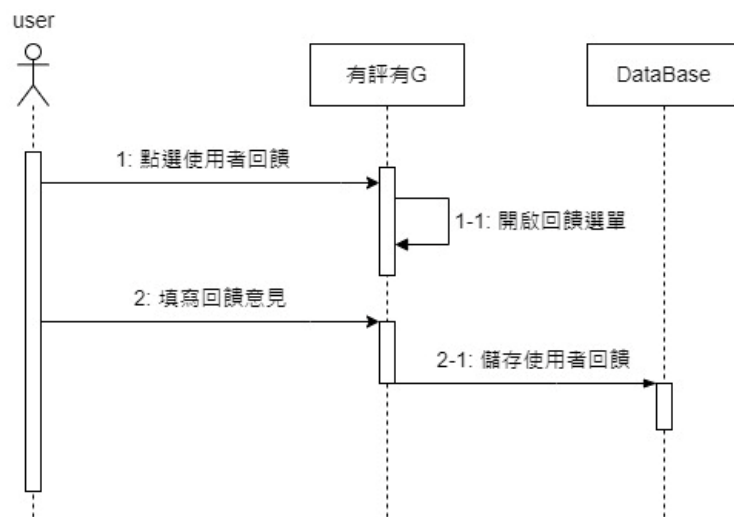 user
有評有G
DataBase
1: 點選使用者回饋
1-1: 開啟回饋選單
2: 填寫回饋意見
2-1: 儲存使用者回饋